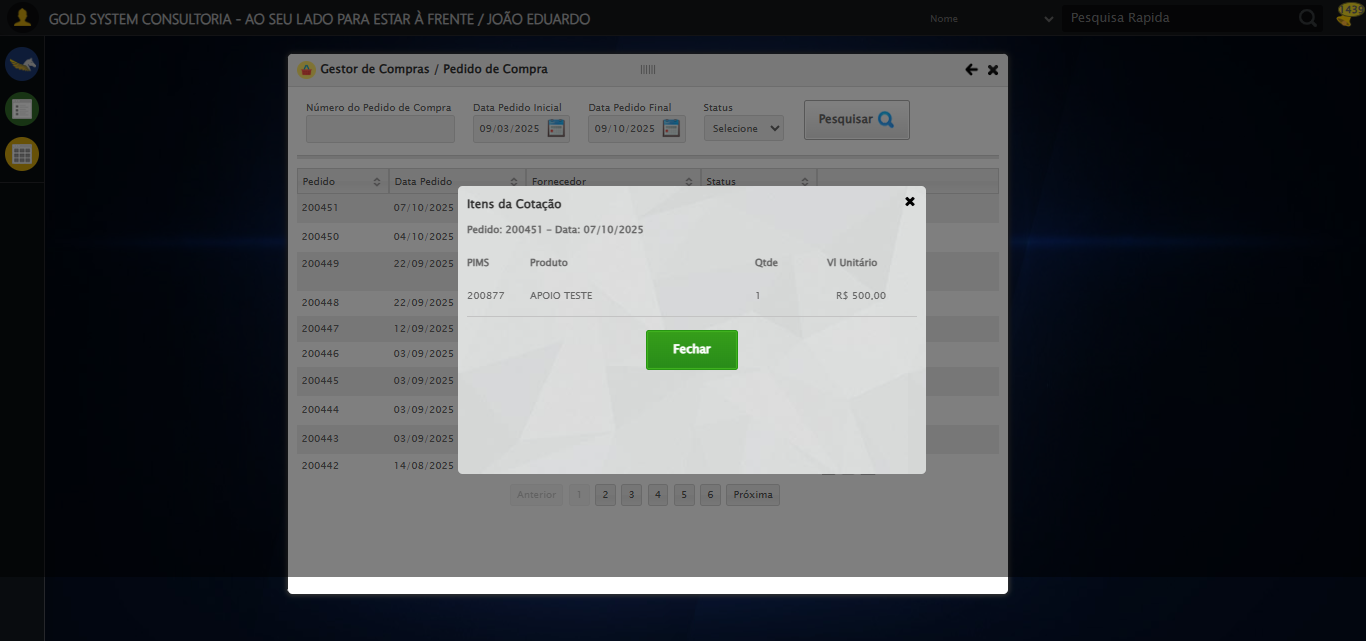 GOLD SYSTEM CONSULTORIA - AO SEU LADO PARA ESTAR À FRENTE / JOÃO EDUARDO
Nome
Pesquisa Rapida
Gestor de Compras / Pedido de Compra
Número do Pedido de Compra
Data Pedido Inicial
Data Pedido Final
Status
09/03/2025
09/10/2025
Selecione
Pesquisar
Pedido Data Pedido Fornecedor Status
200451 07/10/2025
200450 04/10/2025
200449 22/09/2025
200448 22/09/2025
200447 12/09/2025
200446 03/09/2025
200445 03/09/2025
200444 03/09/2025
200443 03/09/2025
200442 14/08/2025
Itens da Cotação
Pedido: 200451 - Data: 07/10/2025
PIMS Produto Qtde Vl Unitário
200877 APOIO TESTE 1 R$ 500,00
Fechar
Anterior 1 2 3 4 5 6 Próxima